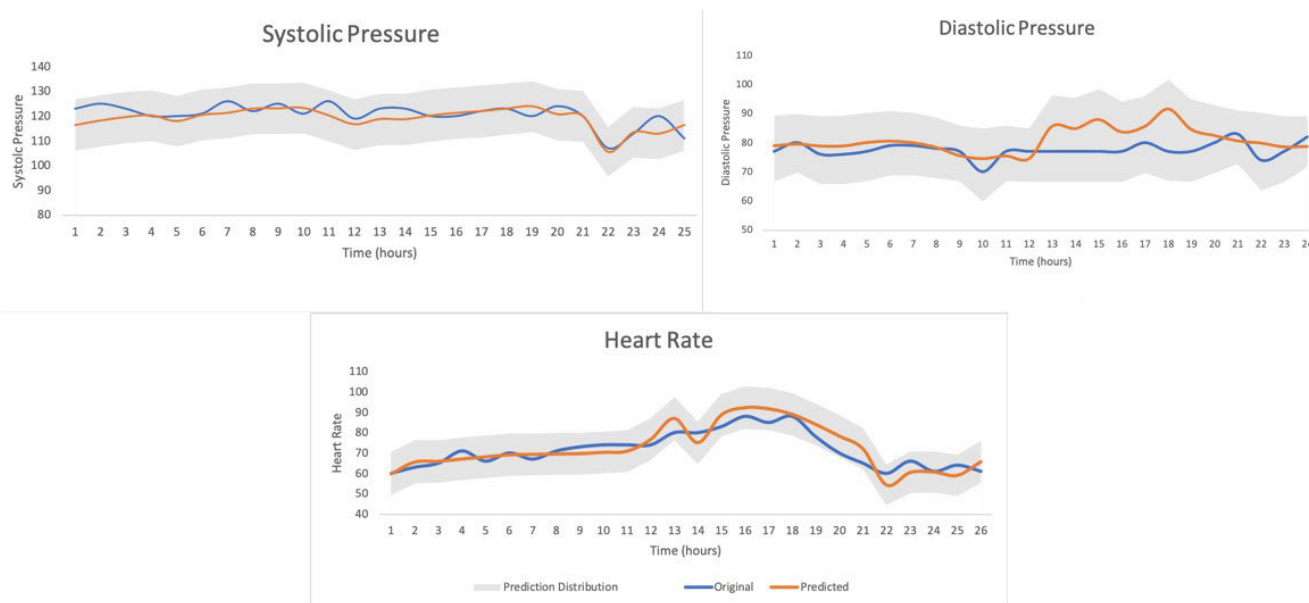 Systolic Pressure
Systolic Pressure
140
130
120
110
100
90
80
1 2 3 4 5 6 7 8 9 10 11 12 13 14 15 16 17 18 19 20 21 22 23 24 25
Time (hours)
Diastolic Pressure
Diastolic Pressure
110
100
90
80
70
60
50
1 2 3 4 5 6 7 8 9 10 11 12 13 14 15 16 17 18 19 20 21 22 23 24
Time (hours)
Heart Rate
Heart Rate
110
100
90
80
70
60
50
40
1 2 3 4 5 6 7 8 9 10 11 12 13 14 15 16 17 18 19 20 21 22 23 24 25 26
Time (hours)
Prediction Distribution Original Predicted